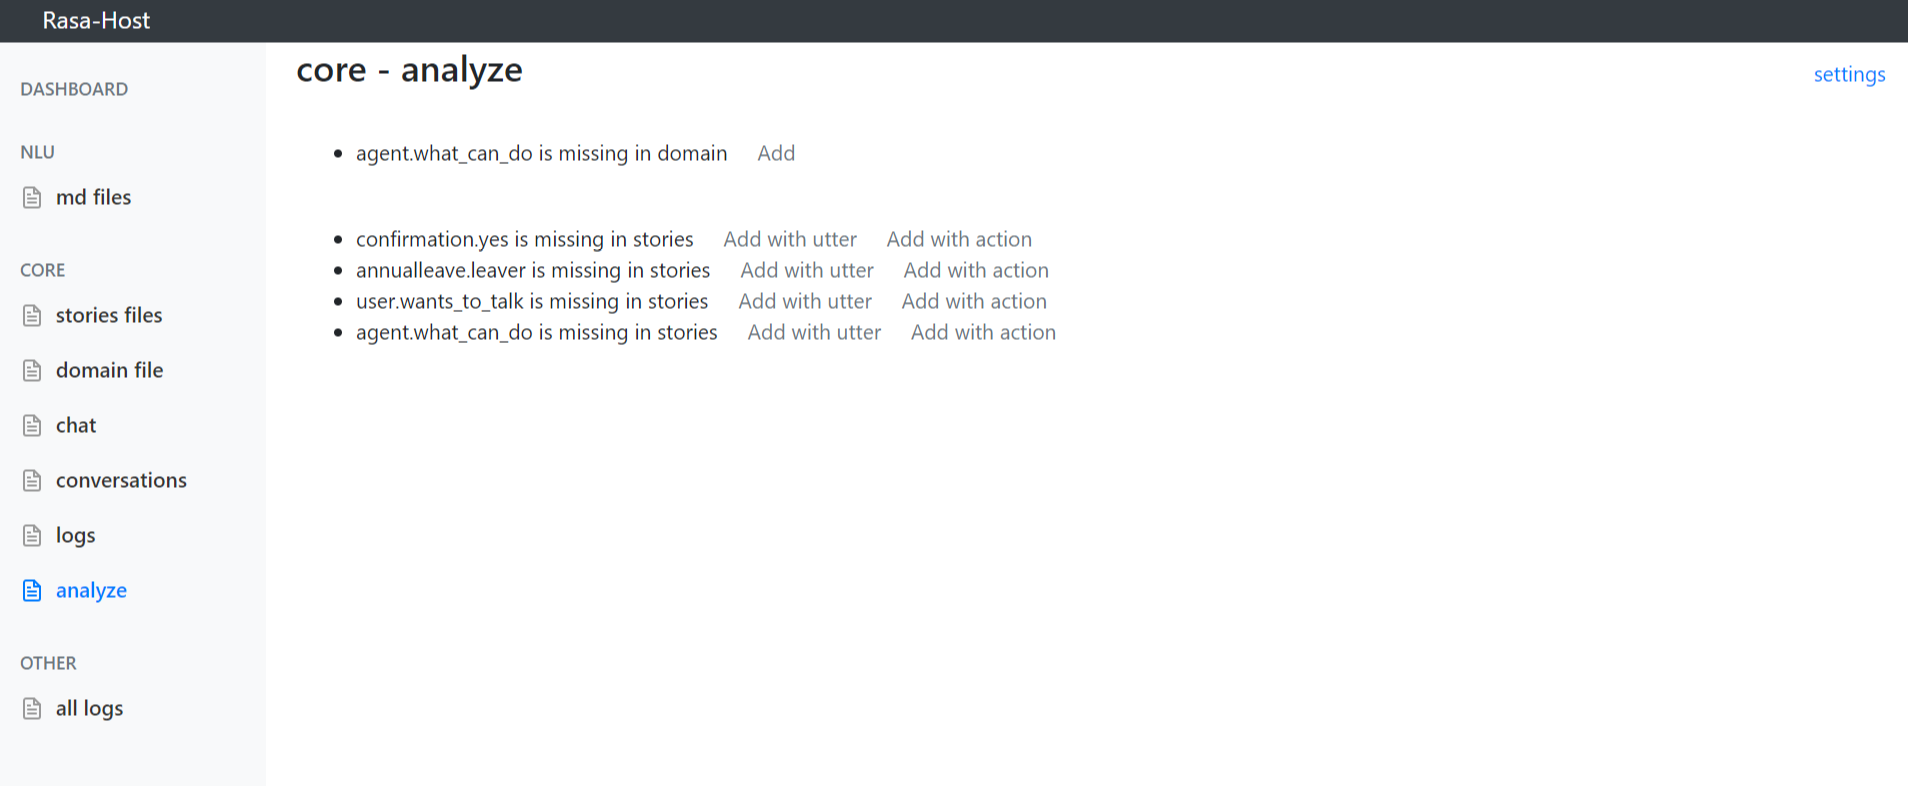 Rasa-Host
DASHBOARD
NLU
md files
CORE
stories files
domain file
chat
conversations
logs
analyze
OTHER
all logs
core - analyze
settings
agent.what_can_do is missing in domain Add
confirmation.yes is missing in stories Add with utter Add with action
annualleave.leaver is missing in stories Add with utter Add with action
user.wants_to_talk is missing in stories Add with utter Add with action
agent.what_can_do is missing in stories Add with utter Add with action